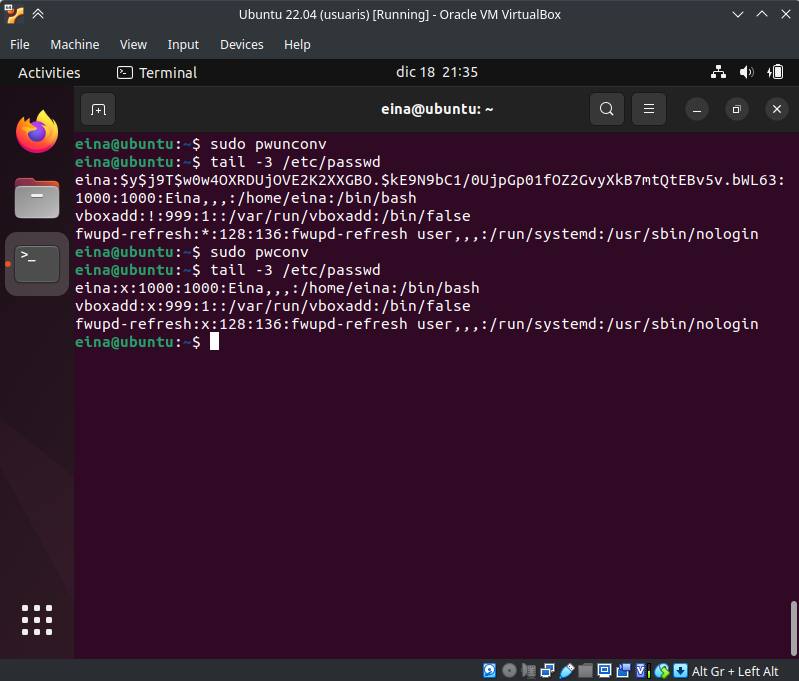 Ubuntu 22.04 (usuaris) [Running] - Oracle VM VirtualBox
File Machine View Input Devices Help
Activities Terminal dic 18 21:35
eina@ubuntu: ~
eina@ubuntu:~$ sudo pwunconv
eina@ubuntu:~$ tail -3 /etc/passwd
eina:$y$j9T$w0w4OXRDUjOVE2K2XXGBO.$kE9N9bC1/0UjpGp01fOZ2GvyXkB7mtQtEBv5v.bWL63:
1000:1000:Eina,,,:/home/eina:/bin/bash
vboxadd:!:999:1::/var/run/vboxadd:/bin/false
fwupd-refresh:*:128:136:fwupd-refresh user,,,:/run/systemd:/usr/sbin/nologin
eina@ubuntu:~$ sudo pwconv
eina@ubuntu:~$ tail -3 /etc/passwd
eina:x:1000:1000:Eina,,,:/home/eina:/bin/bash
vboxadd:x:999:1::/var/run/vboxadd:/bin/false
fwupd-refresh:x:128:136:fwupd-refresh user,,,:/run/systemd:/usr/sbin/nologin
eina@ubuntu:~$
Alt Gr + Left Alt